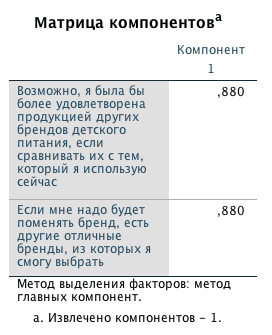 Матрица компонентовa
Компонент
1
Возможно, я была бы
более удовлетворена
продукцией других
брендов детского
питания, если
сравнивать их с тем,
который я использую
сейчас
,880
Если мне надо будет
поменять бренд, есть
другие отличные
бренды, из которых я
смогу выбрать
,880
Метод выделения факторов: метод
главных компонент.
a. Извлечено компонентов – 1.